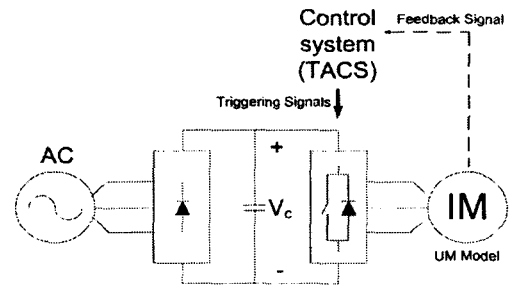 Control
system
(TACS)
Feedback Signal
Triggering Signals
AC
+
Vc
-
IM
UM Model